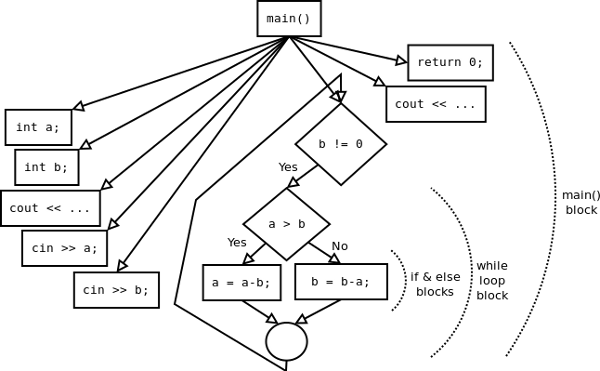 main()
return 0;
cout << ...
int a;
int b;
cout << ...
cin >> a;
cin >> b;
b != 0
Yes
a > b
Yes
No
a = a-b;
b = b-a;
if & else
blocks
while
loop
block
main()
block